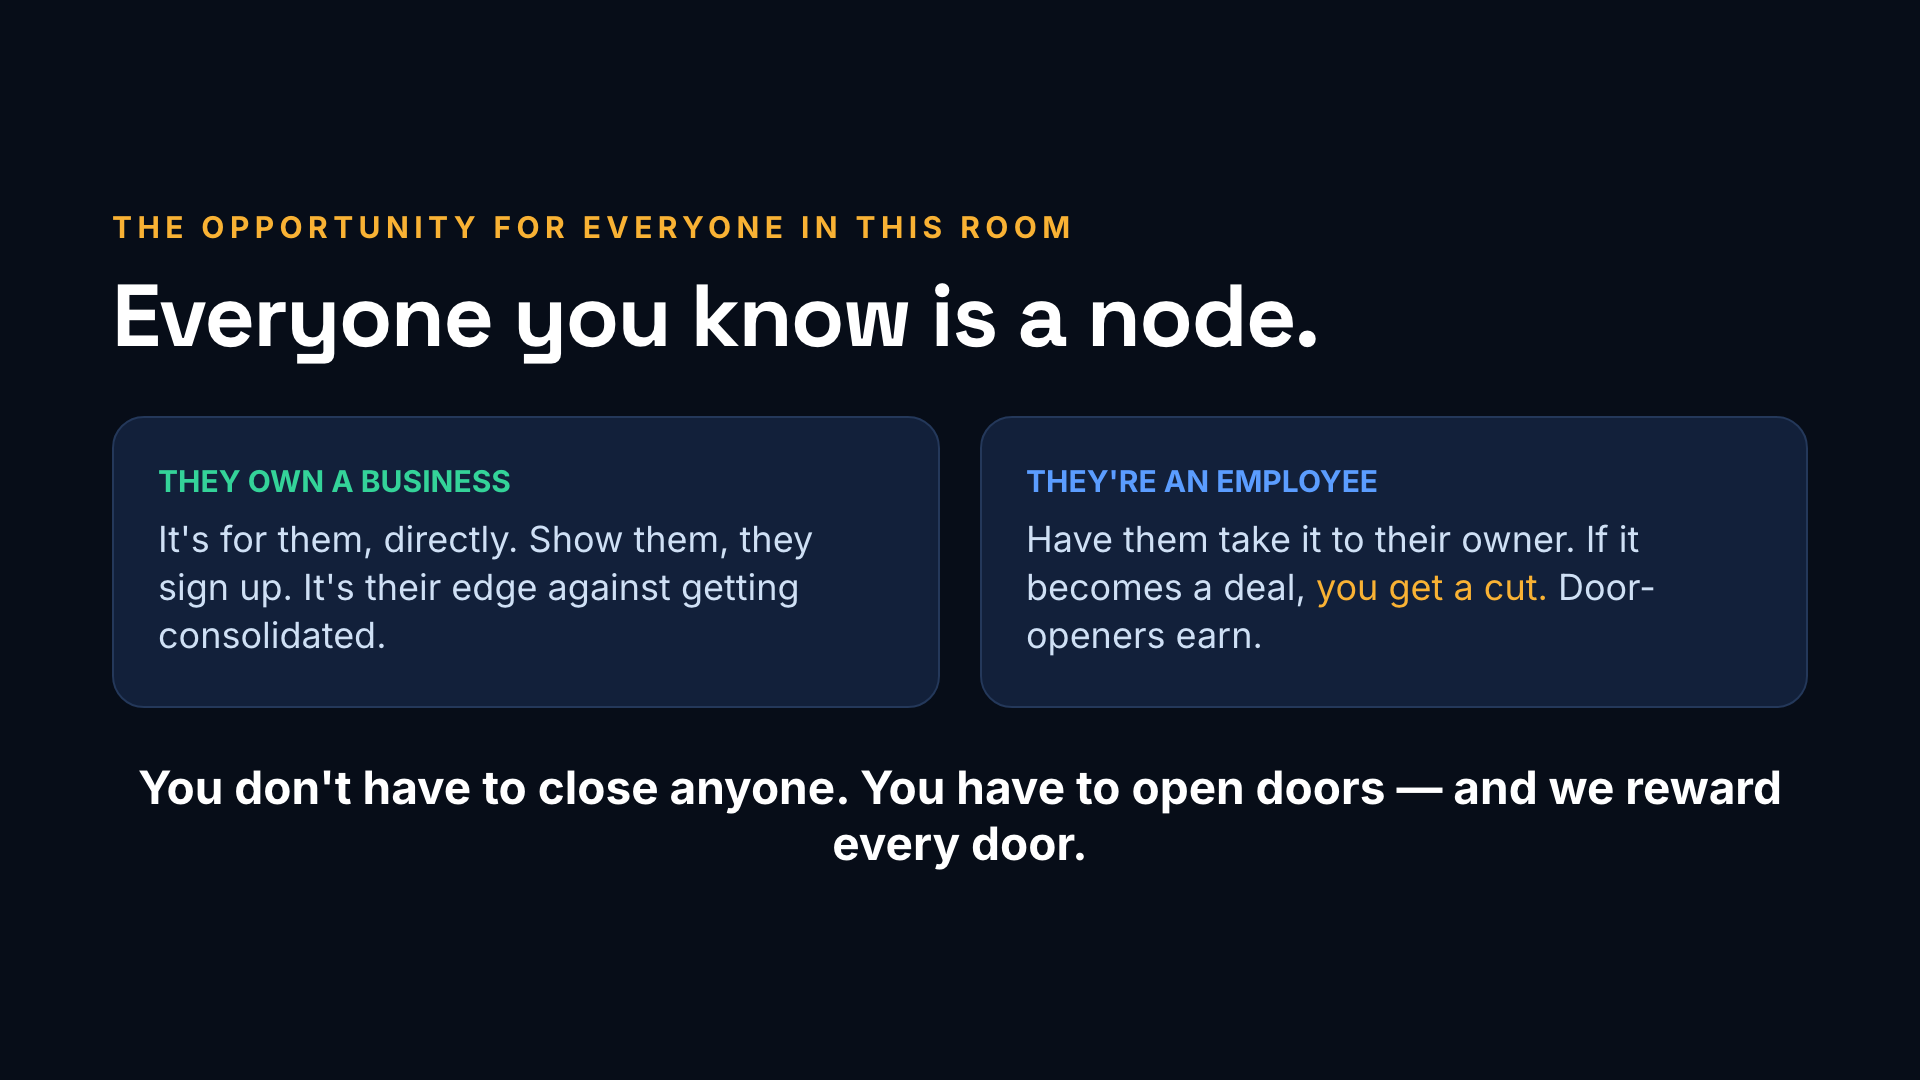 THE OPPORTUNITY FOR EVERYONE IN THIS ROOM
Everyone you know is a node.
THEY OWN A BUSINESS
It's for them, directly. Show them, they
sign up. It's their edge against getting
consolidated.
THEY'RE AN EMPLOYEE
Have them take it to their owner. If it
becomes a deal, you get a cut. Door-
openers earn.
You don't have to close anyone. You have to open doors — and we reward
every door.